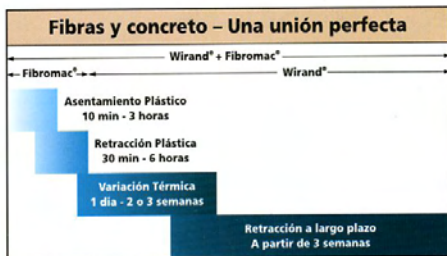 Fibras y concreto – Una unión perfecta
Wirand® + Fibromac®
Fibromac®
Wirand®
Asentamiento Plástico
10 min - 3 horas
Retracción Plástica
30 min - 6 horas
Variación Térmica
1 día - 2 o 3 semanas
Retracción a largo plazo
A partir de 3 semanas